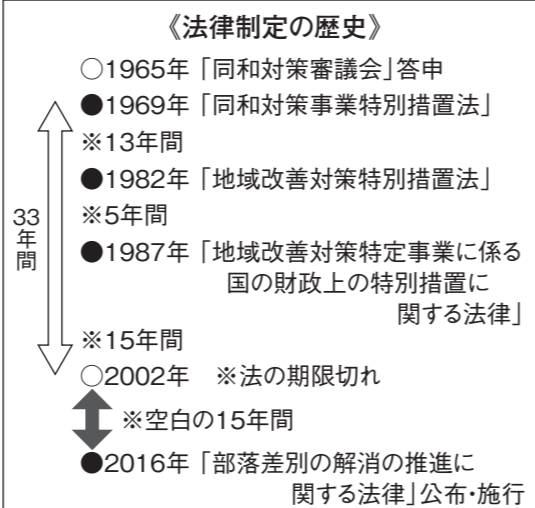 《法律制定の歴史》
○1965年「同和対策審議会」答申
●1969年「同和対策事業特別措置法」
※13年間
●1982年「地域改善対策特別措置法」
※5年間
33年間
●1987年「地域改善対策特定事業に係る
国の財政上の特別措置に
関する法律」
※15年間
○2002年 ※法の期限切れ
※空白の15年間
●2016年「部落差別の解消の推進に
関する法律」公布・施行